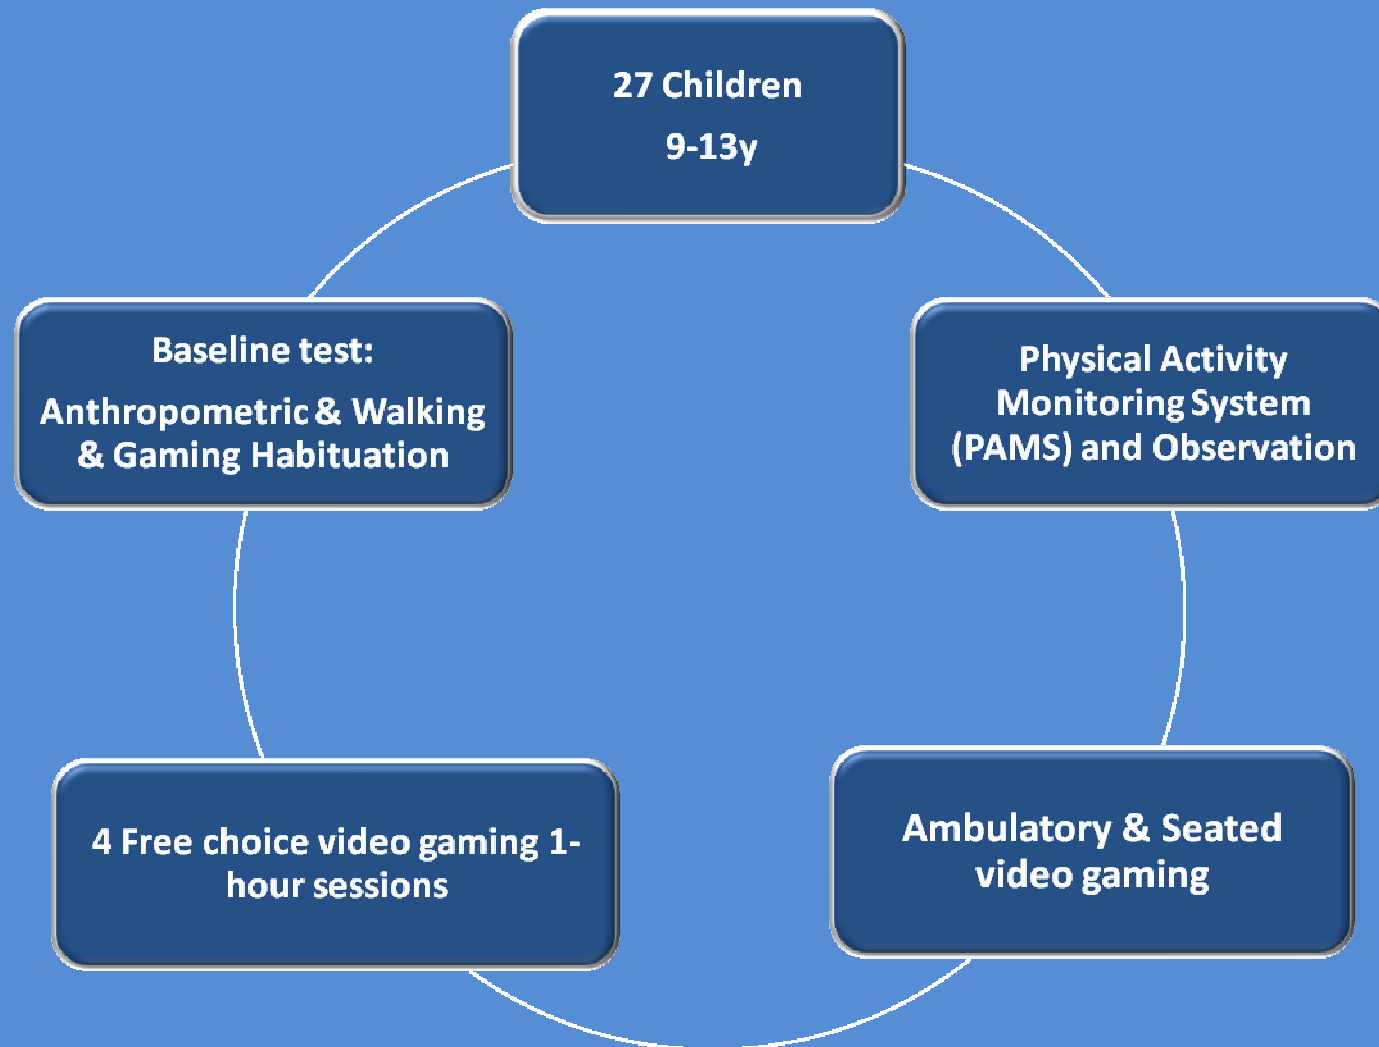 27 Children
9-13y
Baseline test:
Anthropometric & Walking
& Gaming Habituation
Physical Activity
Monitoring System
(PAMS) and Observation
4 Free choice video gaming 1-
hour sessions
Ambulatory & Seated
video gaming